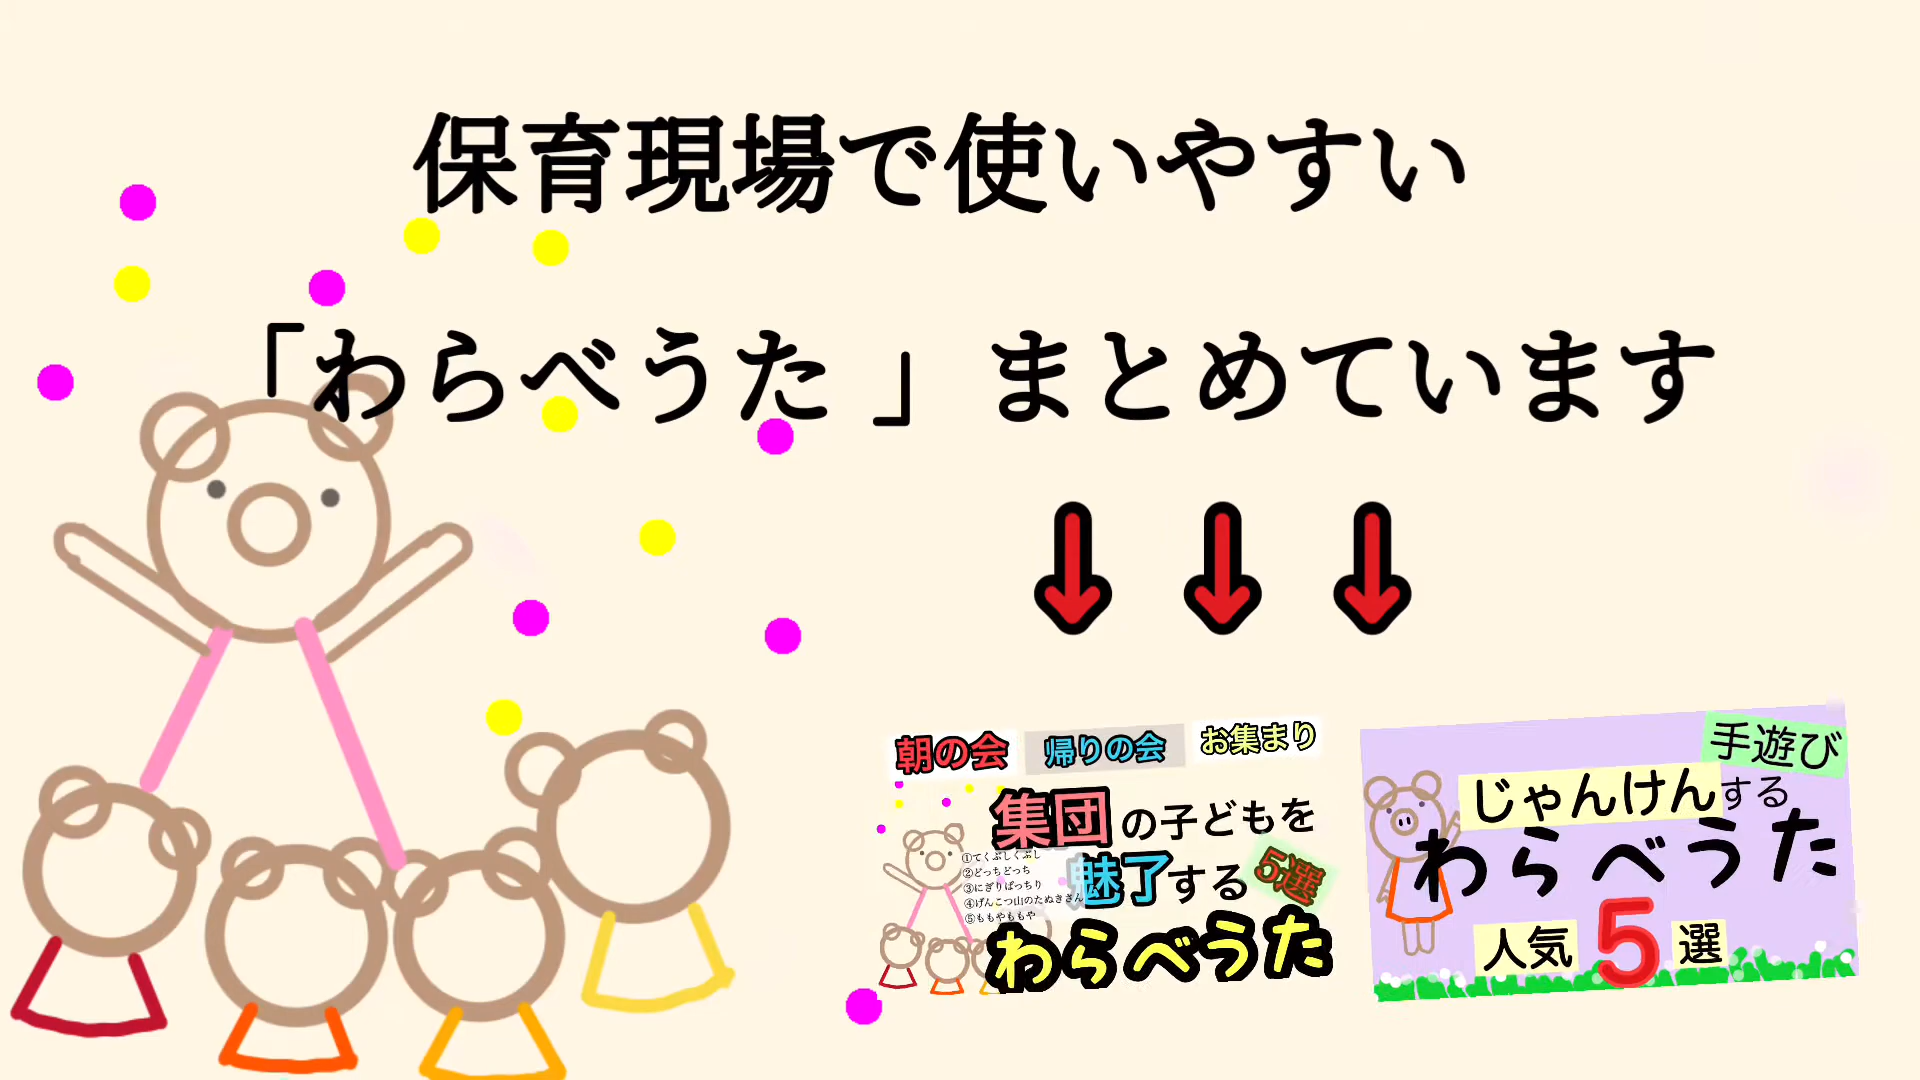 保育現場で使いやすい
「わらべうた 」まとめています
朝の会 帰りの会 お集まり
集団の子どもを
魅了する 5選
わらべうた
①てくぶしくぶし
②どっちどっち
③にぎりぱっちり
④げんこつ山のたぬきさん
⑤ももやももや
手遊び
じゃんけんする
わらべうた
人気5選